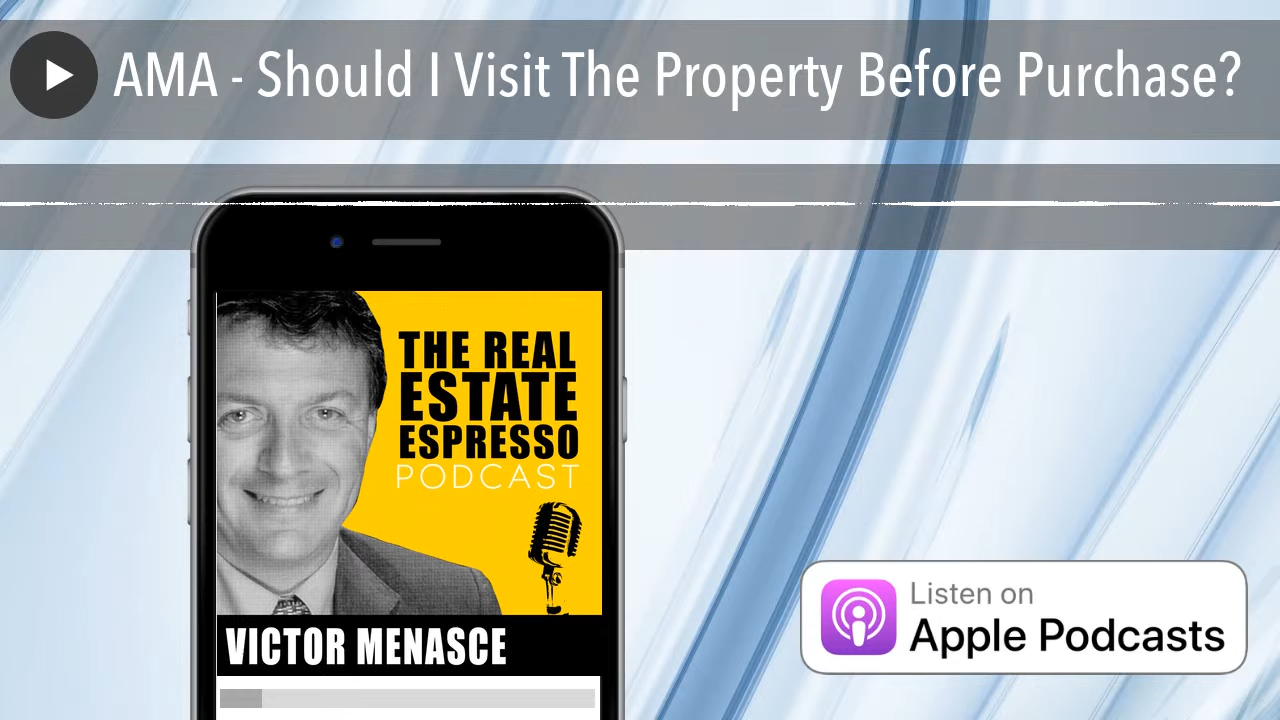 AMA - Should I Visit The Property Before Purchase?
THE REAL
ESTATE
ESPRESSO
PODCAST
VICTOR MENASCE
Listen on
Apple Podcasts